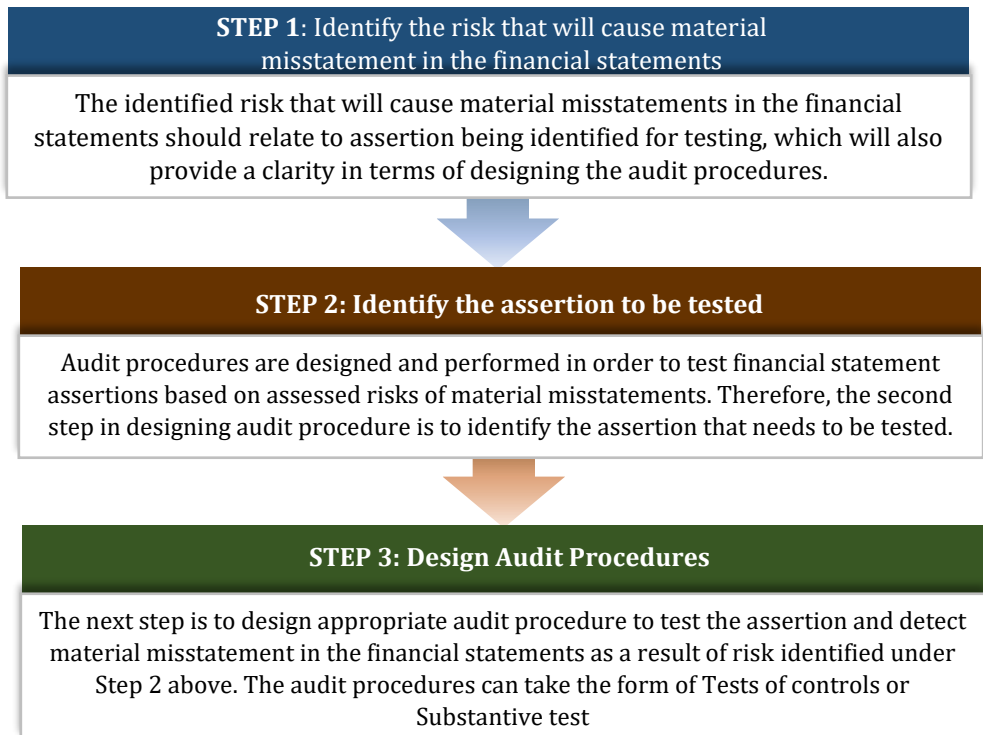 STEP 1: Identify the risk that will cause material
misstatement in the financial statements
The identified risk that will cause material misstatements in the financial
statements should relate to assertion being identified for testing, which will also
provide a clarity in terms of designing the audit procedures.
STEP 2: Identify the assertion to be tested
Audit procedures are designed and performed in order to test financial statement
assertions based on assessed risks of material misstatements. Therefore, the second
step in designing audit procedure is to identify the assertion that needs to be tested.
STEP 3: Design Audit Procedures
The next step is to design appropriate audit procedure to test the assertion and detect
material misstatement in the financial statements as a result of risk identified under
Step 2 above. The audit procedures can take the form of Tests of controls or
Substantive test